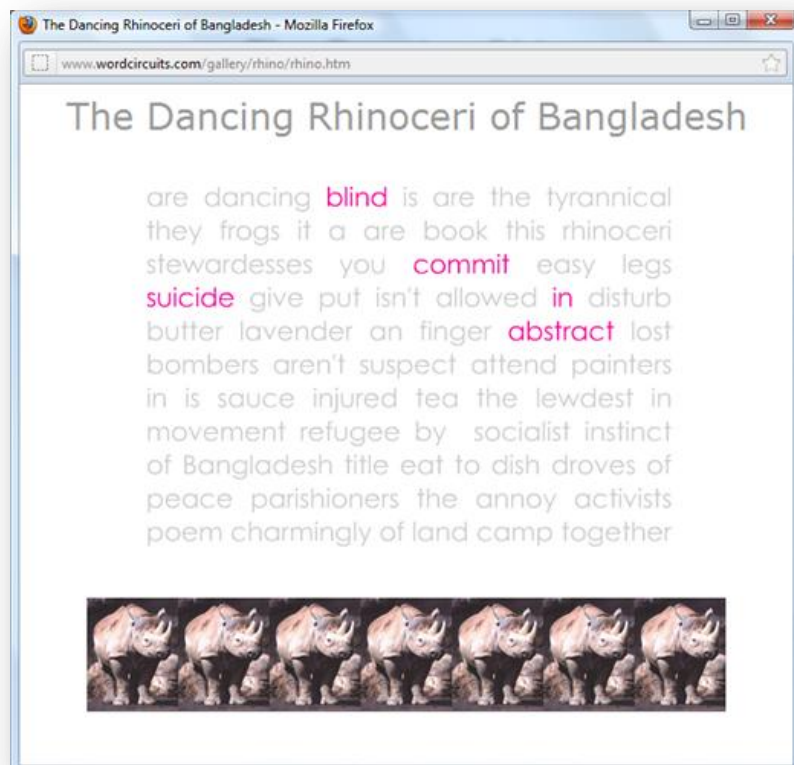 The Dancing Rhinoceri of Bangladesh - Mozilla Firefox
www.wordcircuits.com/gallery/rhino/rhino.htm
The Dancing Rhinoceri of Bangladesh
are dancing blind is are the tyrannical
they frogs it a are book this rhinoceri
stewardesses you commit easy legs
suicide give put isn't allowed in disturb
butter lavender an finger abstract lost
bombers aren't suspect attend painters
in is sauce injured tea the lewdest in
movement refugee by socialist instinct
of Bangladesh title eat to dish droves of
peace parishioners the annoy activists
poem charmingly of land camp together